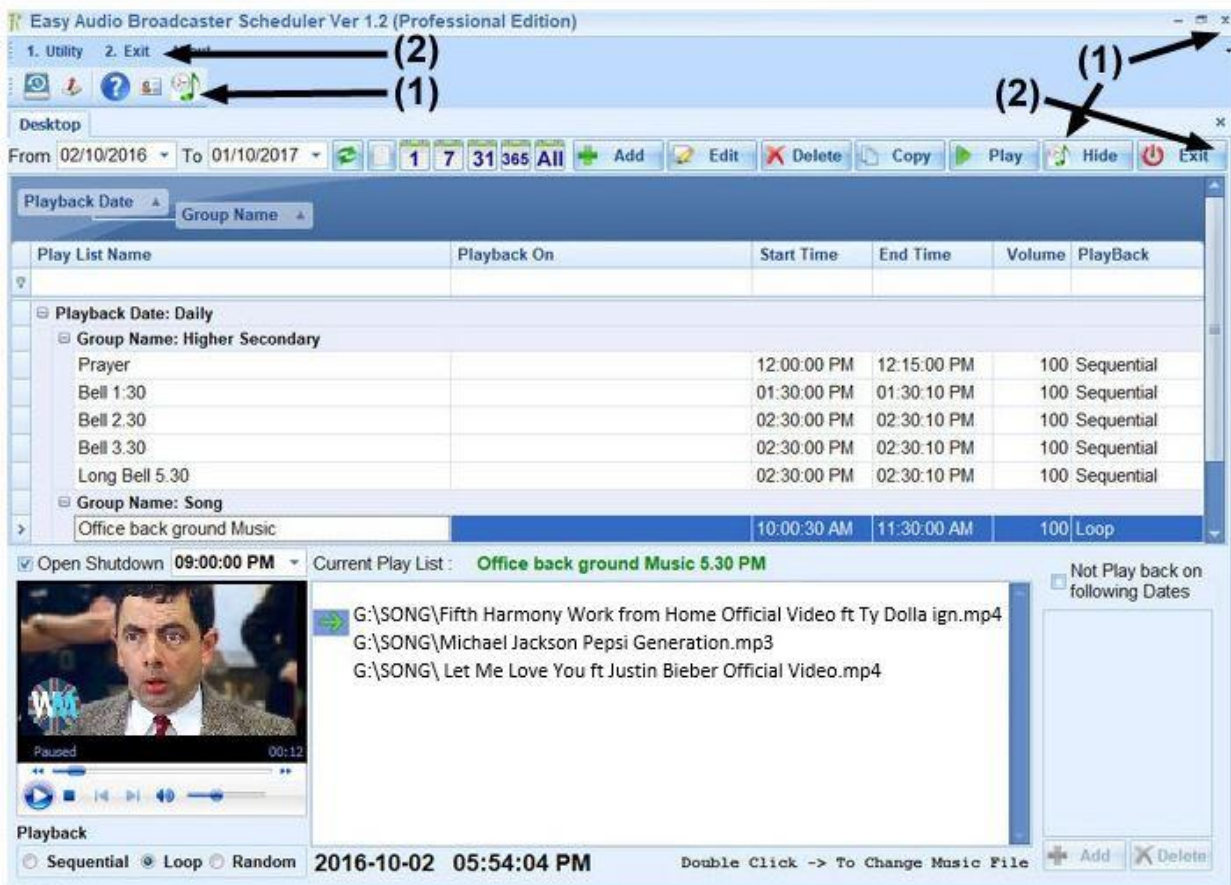 Easy Audio Broadcaster Scheduler Ver 1.2 (Professional Edition)
1. Utility 2. Exit
(2)
(1)
(1)
(2)
Desktop
From 02/10/2016 To 01/10/2017 1 7 31 365 All Add Edit Delete Copy Play Hide Exit
Playback Date
Group Name
Play List Name Playback On Start Time End Time Volume PlayBack
Playback Date: Daily
Group Name: Higher Secondary
Prayer 12:00:00 PM 12:15:00 PM 100 Sequential
Bell 1:30 01:30:00 PM 01:30:10 PM 100 Sequential
Bell 2.30 02:30:00 PM 02:30:10 PM 100 Sequential
Bell 3.30 02:30:00 PM 02:30:10 PM 100 Sequential
Long Bell 5.30 02:30:00 PM 02:30:10 PM 100 Sequential
Group Name: Song
Office back ground Music 10:00:30 AM 11:30:00 AM 100 Loop
Open Shutdown 09:00:00 PM Current Play List : Office back ground Music 5.30 PM
Not Play back on
following Dates
G:\SONG\Fifth Harmony Work from Home Official Video ft Ty Dolla ign.mp4
G:\SONG\Michael Jackson Pepsi Generation.mp3
G:\SONG\ Let Me Love You ft Justin Bieber Official Video.mp4
WM
Paused 00:12
Playback
Sequential Loop Random 2016-10-02 05:54:04 PM Double Click -> To Change Music File Add Delete